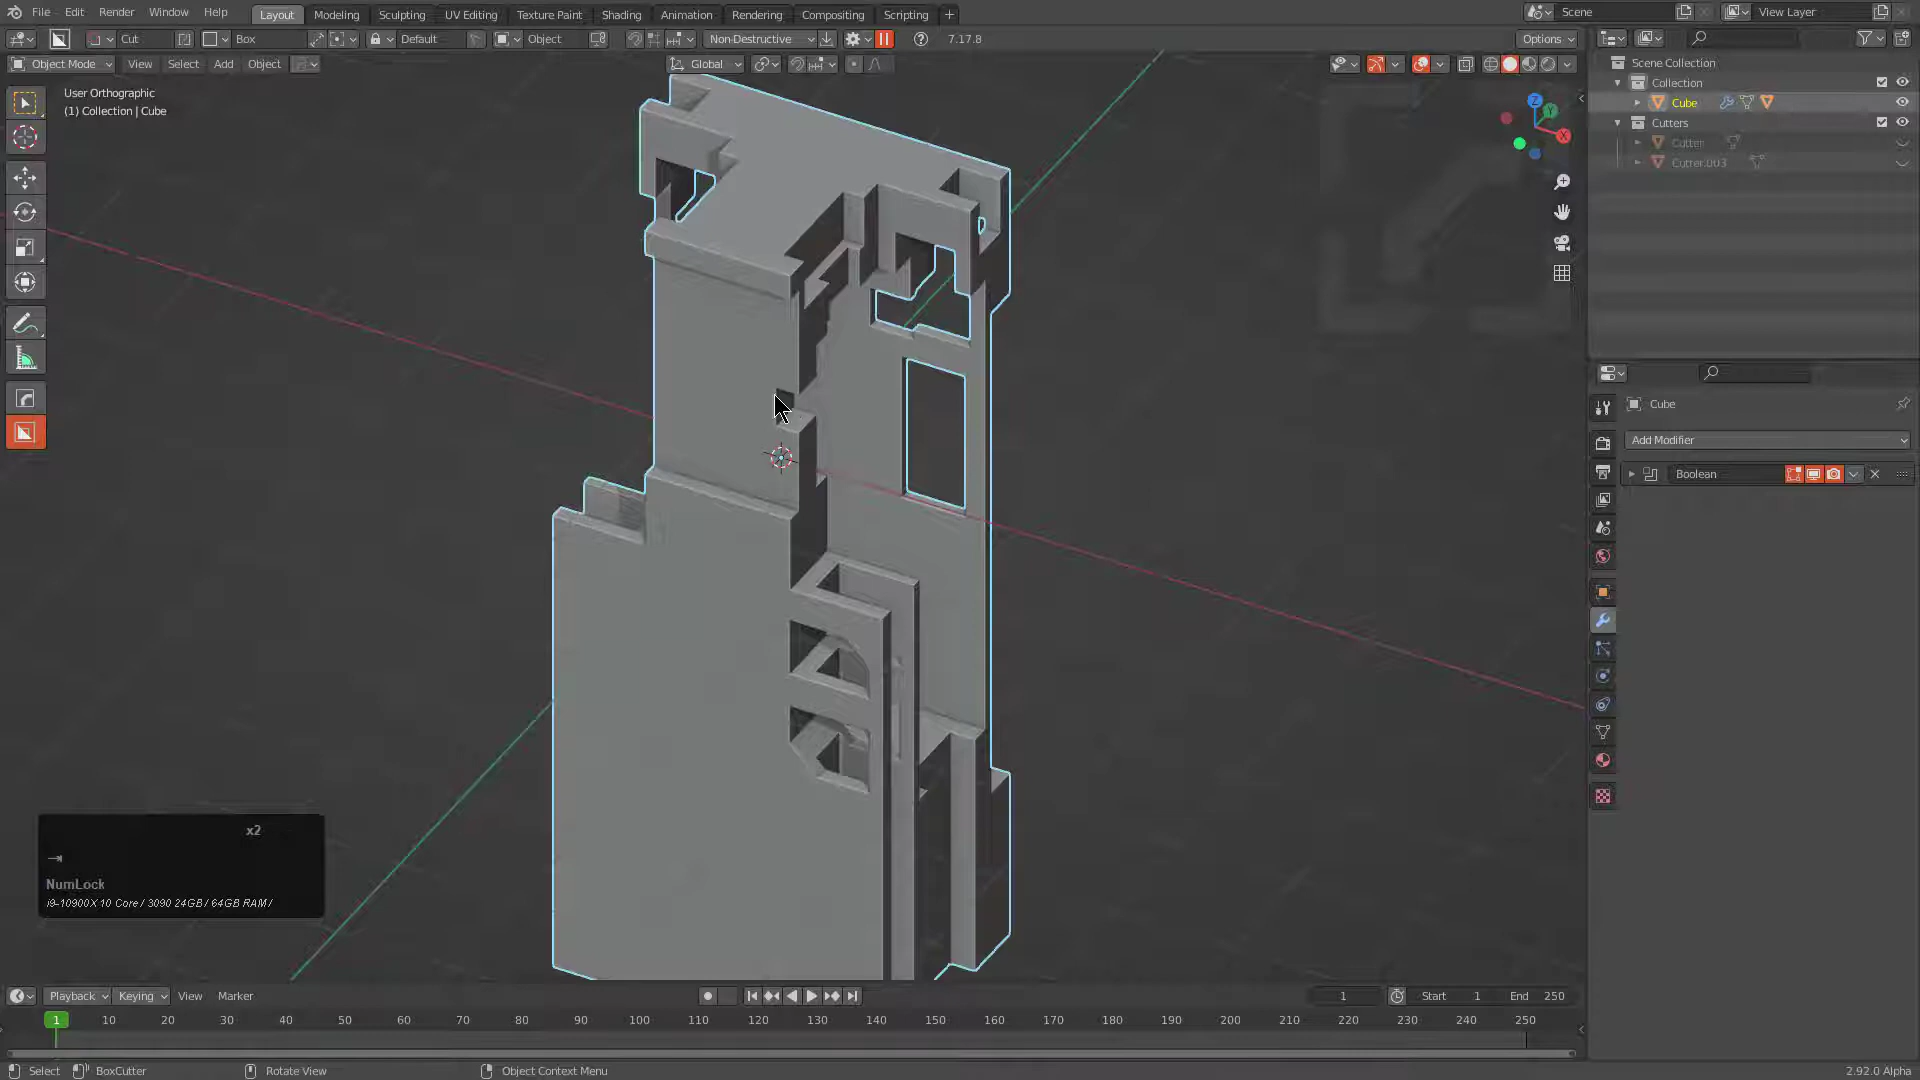 File Edit Render Window Help Layout Modeling Sculpting UV Editing Texture Paint Shading Animation Rendering Compositing Scripting + Scene View Layer
Cut Box Default Object Non-Destructive 7.17.8 Options
Object Mode View Select Add Object Global
User Orthographic
(1) Collection | Cube
Scene Collection
Collection
Cube
Cutters
Cutter
Cutter.003
Z
Y
X
Cube
Add Modifier
Boolean
x2
NumLock
i9-10900X 10 Core / 3090 24GB / 64GB RAM /
Playback Keying View Marker 1 Start 1 End 250
1 10 20 30 40 50 60 70 80 90 100 110 120 130 140 150 160 170 180 190 200 210 220 230 240 250
Select BoxCutter Rotate View Object Context Menu 2.92.0 Alpha